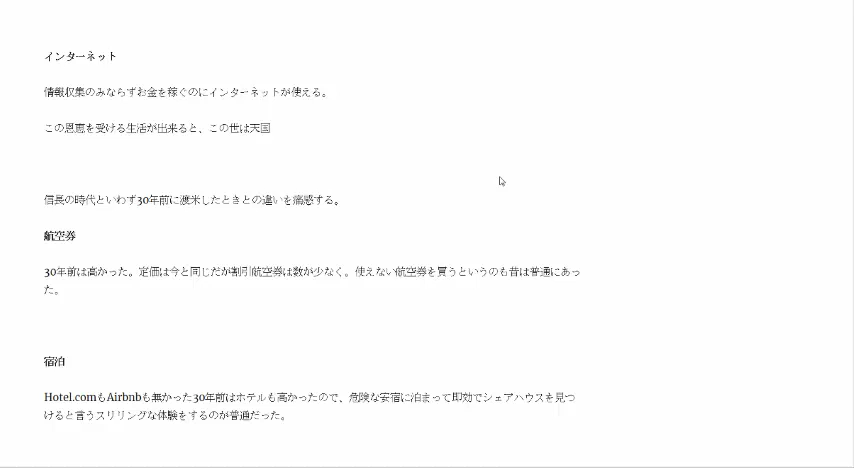 インターネット
情報収集のみならずお金を稼ぐのにインターネットが使える。
この恩恵を受ける生活が出来ると、この世は天国
信長の時代といわず30年前に渡米したときとの違いを痛感する。
航空券
30年前は高かった。定価は今と同じだが割引航空券は数が少なく。使えない航空券を買うというのも昔は普通にあっ
た。
宿泊
Hotel.comもAirbnbも無かった30年前はホテルも高かったので、危険な安宿に泊まって即効でシェアハウスを見つ
けると言うスリリングな体験をするのが普通だった。